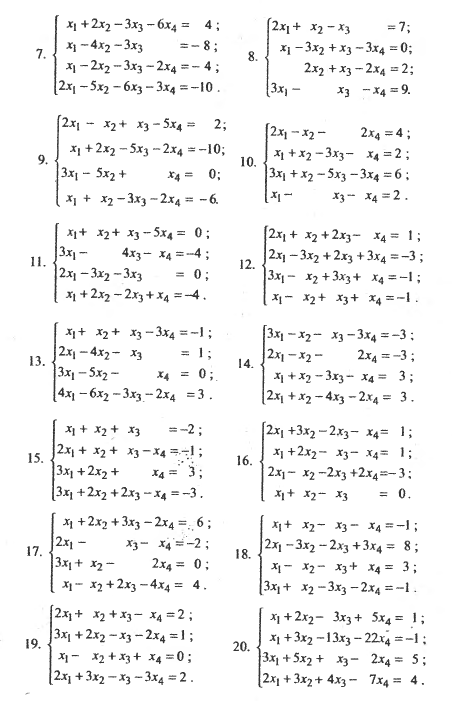 7. x₁ + 2x₂ – 3x₃ – 6x₄ = 4;
x₁ – 4x₂ – 3x₃ = – 8;
x₁ – 2x₂ – 3x₃ – 2x₄ = – 4;
2x₁ – 5x₂ – 6x₃ – 3x₄ = –10.
8. 2x₁ + x₂ – x₃ = 7;
x₁ – 3x₂ + x₃ – 3x₄ = 0;
2x₂ + x₃ – 2x₄ = 2;
3x₁ – x₃ – x₄ = 9.
9. 2x₁ – x₂ + x₃ – 5x₄ = 2;
x₁ + 2x₂ – 5x₃ – 2x₄ = –10;
3x₁ – 5x₂ + x₄ = 0;
x₁ + x₂ – 3x₃ – 2x₄ = –6.
10. 2x₁ – x₂ – 2x₄ = 4;
x₁ + x₂ – 3x₃ – x₄ = 2;
3x₁ + x₂ – 5x₃ – 3x₄ = 6;
x₁ – x₃ – x₄ = 2.
11. x₁ + x₂ + x₃ – 5x₄ = 0;
3x₁ – 4x₃ – x₄ = –4;
2x₁ – 3x₂ – 3x₃ = 0;
x₁ + 2x₂ – 2x₃ + x₄ = –4.
12. 2x₁ + x₂ + 2x₃ – x₄ = 1;
2x₁ – 3x₂ + 2x₃ + 3x₄ = –3;
3x₁ – x₂ + 3x₃ + x₄ = –1;
x₁ – x₂ + x₃ + x₄ = –1.
13. x₁ + x₂ + x₃ – 3x₄ = –1;
2x₁ – 4x₂ – x₃ = 1;
3x₁ – 5x₂ – x₄ = 0;
4x₁ – 6x₂ – 3x₃ – 2x₄ = 3.
14. 3x₁ – x₂ – x₃ – 3x₄ = –3;
2x₁ – x₂ – 2x₄ = –3;
x₁ + x₂ – 3x₃ – x₄ = 3;
2x₁ + x₂ – 4x₃ – 2x₄ = 3.
15. x₁ + x₂ + x₃ = –2;
2x₁ + x₂ + x₃ – x₄ = –1;
3x₁ + 2x₂ + x₄ = 3;
3x₁ + 2x₂ + 2x₃ – x₄ = –3.
16. 2x₁ + 3x₂ – 2x₃ – x₄ = 1;
x₁ + 2x₂ – x₃ – x₄ = 1;
2x₁ – x₂ – 2x₃ + 2x₄ = – 3;
x₁ + x₂ – x₃ = 0.
17. x₁ + 2x₂ + 3x₃ – 2x₄ = 6;
2x₁ – x₃ – x₄ = –2;
3x₁ + x₂ – 2x₄ = 0;
x₁ – x₂ + 2x₃ – 4x₄ = 4.
18. x₁ + x₂ – x₃ – x₄ = –1;
2x₁ – 3x₂ – 2x₃ + 3x₄ = 8;
x₁ – x₂ – x₃ + x₄ = 3;
3x₁ + x₂ – 3x₃ – 2x₄ = –1.
19. 2x₁ + x₂ + x₃ – x₄ = 2;
3x₁ + 2x₂ – x₃ – 2x₄ = 1;
x₁ – x₂ + x₃ + x₄ = 0;
2x₁ + 3x₂ – x₃ – 3x₄ = 2.
20. x₁ + 2x₂ – 3x₃ + 5x₄ = 1;
x₁ + 3x₂ – 13x₃ – 22x₄ = –1;
3x₁ + 5x₂ + x₃ – 2x₄ = 5;
2x₁ + 3x₂ + 4x₃ – 7x₄ = 4.